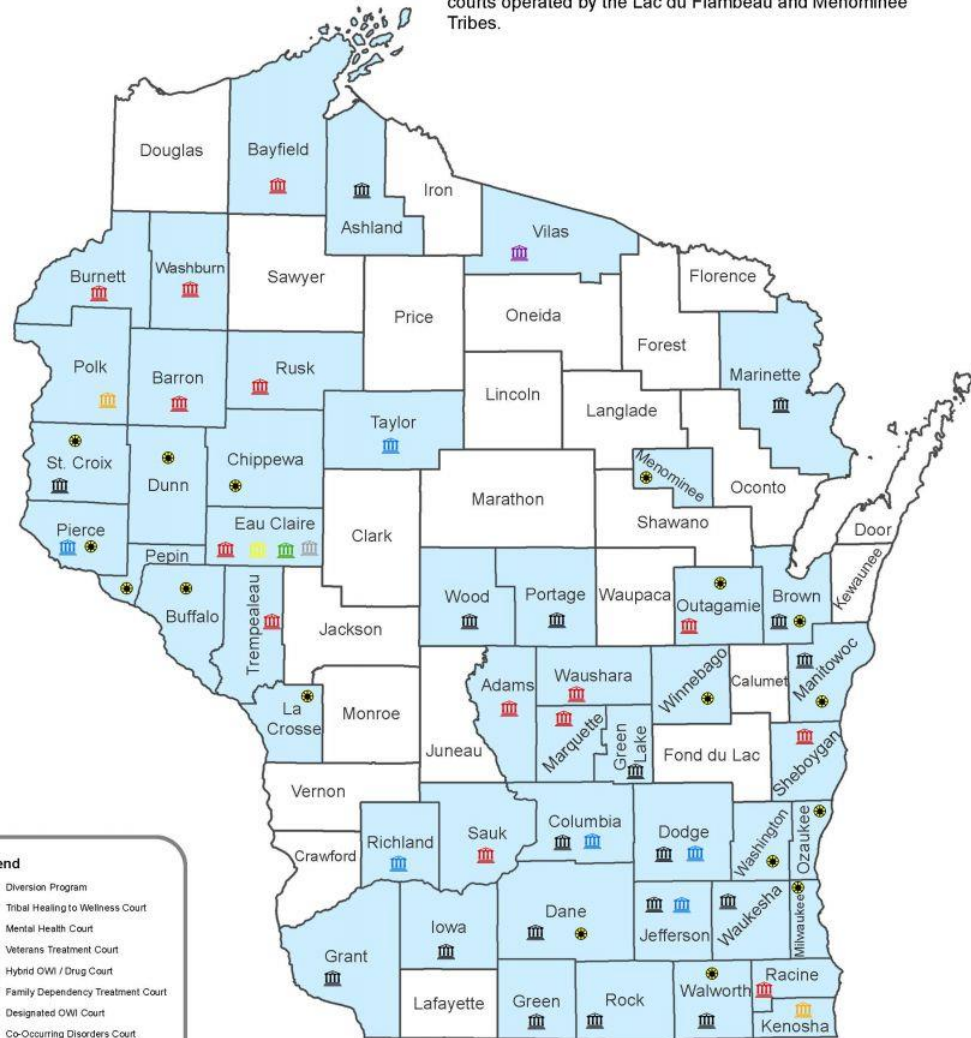 courts operated by the Lac du Flambeau and Menominee
Tribes.
Douglas
Bayfield
Iron
Ashland
Vilas
Burnett
Washburn
Sawyer
Florence
Price
Oneida
Forest
Polk
Barron
Rusk
Marinette
Lincoln
Langlade
Taylor
St. Croix
Dunn
Chippewa
Menominee
Oconto
Marathon
Shawano
Pierce
Eau Claire
Clark
Door
Pepin
Kewaunee
Buffalo
Trempealeau
Jackson
Wood
Portage
Waupaca
Outagamie
Brown
La
Crosse
Monroe
Juneau
Adams
Waushara
Marquette
Green
Lake
Winnebago
Calumet
Manitowoc
Fond du Lac
Sheboygan
Vernon
Richland
Sauk
Columbia
Dodge
Washington
Ozaukee
Crawford
Grant
Iowa
Dane
Jefferson
Waukesha
Milwaukee
Lafayette
Green
Rock
Walworth
Racine
Kenosha
end
Diversion Program
Tribal Healing to Wellness Court
Mental Health Court
Veterans Treatment Court
Hybrid OWI / Drug Court
Family Dependency Treatment Court
Designated OWI Court
Co-Occurring Disorders Court